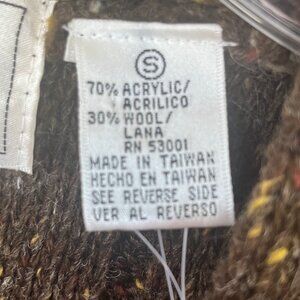 S
70% ACRYLIC/
ACRILICO
30% WOOL/
LANA
RN 53001
MADE IN TAIWAN
HECHO EN TAIWAN
SEE REVERSE SIDE
VER AL REVERSO